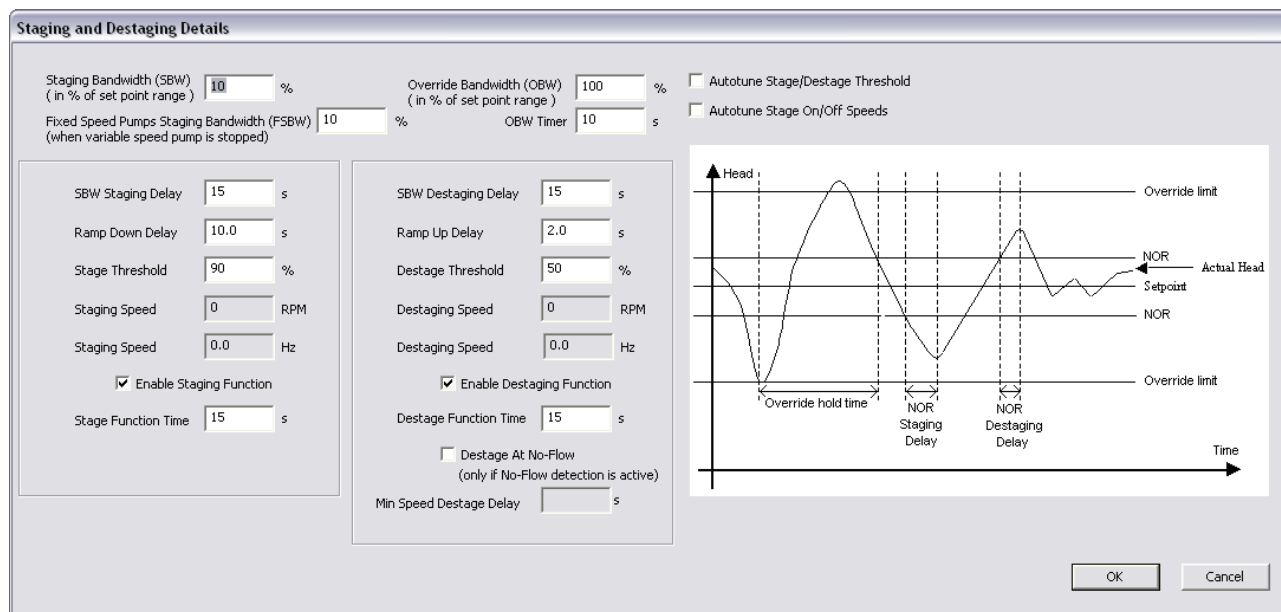 Staging and Destaging Details
Staging Bandwidth (SBW)
( in % of set point range )
10
%
Override Bandwidth (OBW)
( in % of set point range )
100
%
Autotune Stage/Destage Threshold
Fixed Speed Pumps Staging Bandwidth (FSBW)
(when variable speed pump is stopped)
10
%
OBW Timer
10
s
Autotune Stage On/Off Speeds
SBW Staging Delay
15
s
Ramp Down Delay
10.0
s
Stage Threshold
90
%
Staging Speed
0
RPM
Staging Speed
0.0
Hz
Enable Staging Function
Stage Function Time
15
s
SBW Destaging Delay
15
s
Ramp Up Delay
2.0
s
Destage Threshold
50
%
Destaging Speed
0
RPM
Destaging Speed
0.0
Hz
Enable Destaging Function
Destage Function Time
15
s
Destage At No-Flow
(only if No-Flow detection is active)
Min Speed Destage Delay
s
Head
Override limit
NOR
Actual Head
Setpoint
NOR
Override limit
Override hold time
NOR
Staging
Delay
NOR
Destaging
Delay
Time
OK
Cancel